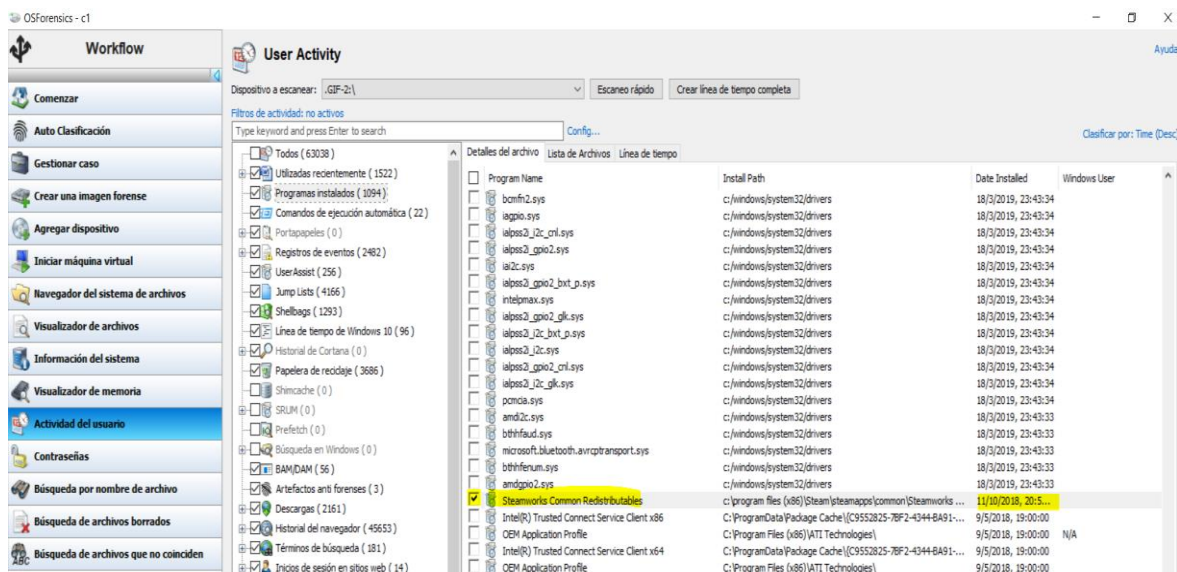 OSForensics - c1
Workflow
Comenzar
Auto Clasificación
Gestionar caso
Crear una imagen forense
Agregar dispositivo
Iniciar máquina virtual
Navegador del sistema de archivos
Visualizador de archivos
Información del sistema
Visualizador de memoria
Actividad del usuario
Contraseñas
Búsqueda por nombre de archivo
Búsqueda de archivos borrados
Búsqueda de archivos que no coinciden
User Activity
Ayuda
Dispositivo a escanear: .GIF-2:\ Escaneo rápido Crear línea de tiempo completa
Filtros de actividad: no activos
Type keyword and press Enter to search Config...
Clasificar por: Time (Desc)
Todos ( 63038 )
Utilizadas recientemente ( 1522 )
Programas instalados ( 1094 )
Comandos de ejecución automática ( 22 )
Portapapeles ( 0 )
Registros de eventos ( 2482 )
UserAssist ( 256 )
Jump Lists ( 4166 )
Shellbags ( 1293 )
Línea de tiempo de Windows 10 ( 96 )
Historial de Cortana ( 0 )
Papelera de reciclaje ( 3686 )
Shimcache ( 0 )
SRUM ( 0 )
Prefetch ( 0 )
Búsqueda en Windows ( 0 )
BAM/DAM ( 56 )
Artefactos anti forenses ( 3 )
Descargas ( 2161 )
Historial del navegador ( 45653 )
Términos de búsqueda ( 181 )
Inicios de sesión en sitios web ( 14 )
Detalles del archivo Lista de Archivos Línea de tiempo
Program Name Install Path Date Installed Windows User
bcmfn2.sys c:/windows/system32/drivers 18/3/2019, 23:43:34
iagpio.sys c:/windows/system32/drivers 18/3/2019, 23:43:34
ialpss2i_i2c_cnl.sys c:/windows/system32/drivers 18/3/2019, 23:43:34
ialpss2i_gpio2.sys c:/windows/system32/drivers 18/3/2019, 23:43:34
iai2c.sys c:/windows/system32/drivers 18/3/2019, 23:43:34
ialpss2i_gpio2_bxt_p.sys c:/windows/system32/drivers 18/3/2019, 23:43:34
intelpmax.sys c:/windows/system32/drivers 18/3/2019, 23:43:34
ialpss2i_gpio2_glk.sys c:/windows/system32/drivers 18/3/2019, 23:43:34
ialpss2i_i2c_bxt_p.sys c:/windows/system32/drivers 18/3/2019, 23:43:34
ialpss2i_i2c.sys c:/windows/system32/drivers 18/3/2019, 23:43:34
ialpss2i_gpio2_cnl.sys c:/windows/system32/drivers 18/3/2019, 23:43:34
ialpss2i_i2c_glk.sys c:/windows/system32/drivers 18/3/2019, 23:43:34
pcmcia.sys c:/windows/system32/drivers 18/3/2019, 23:43:34
amdi2c.sys c:/windows/system32/drivers 18/3/2019, 23:43:33
bthhfaud.sys c:/windows/system32/drivers 18/3/2019, 23:43:33
microsoft.bluetooth.avrcptransport.sys c:/windows/system32/drivers 18/3/2019, 23:43:33
bthhfenum.sys c:/windows/system32/drivers 18/3/2019, 23:43:33
amdgpio2.sys c:/windows/system32/drivers 18/3/2019, 23:43:33
Steamworks Common Redistributables c:\program files (x86)\Steam\steamapps\common\Steamworks ... 11/10/2018, 20:5...
Intel(R) Trusted Connect Service Client x86 C:\ProgramData\Package Cache\{C9552825-7BF2-4344-BA91-... 9/5/2018, 19:00:00
OEM Application Profile C:\Program Files (x86)\ATI Technologies\ 9/5/2018, 19:00:00 N/A
Intel(R) Trusted Connect Service Client x64 C:\ProgramData\Package Cache\{C9552825-7BF2-4344-BA91-... 9/5/2018, 19:00:00
OEM Application Profile C:\Program Files (x86)\ATI Technologies\ 9/5/2018, 19:00:00